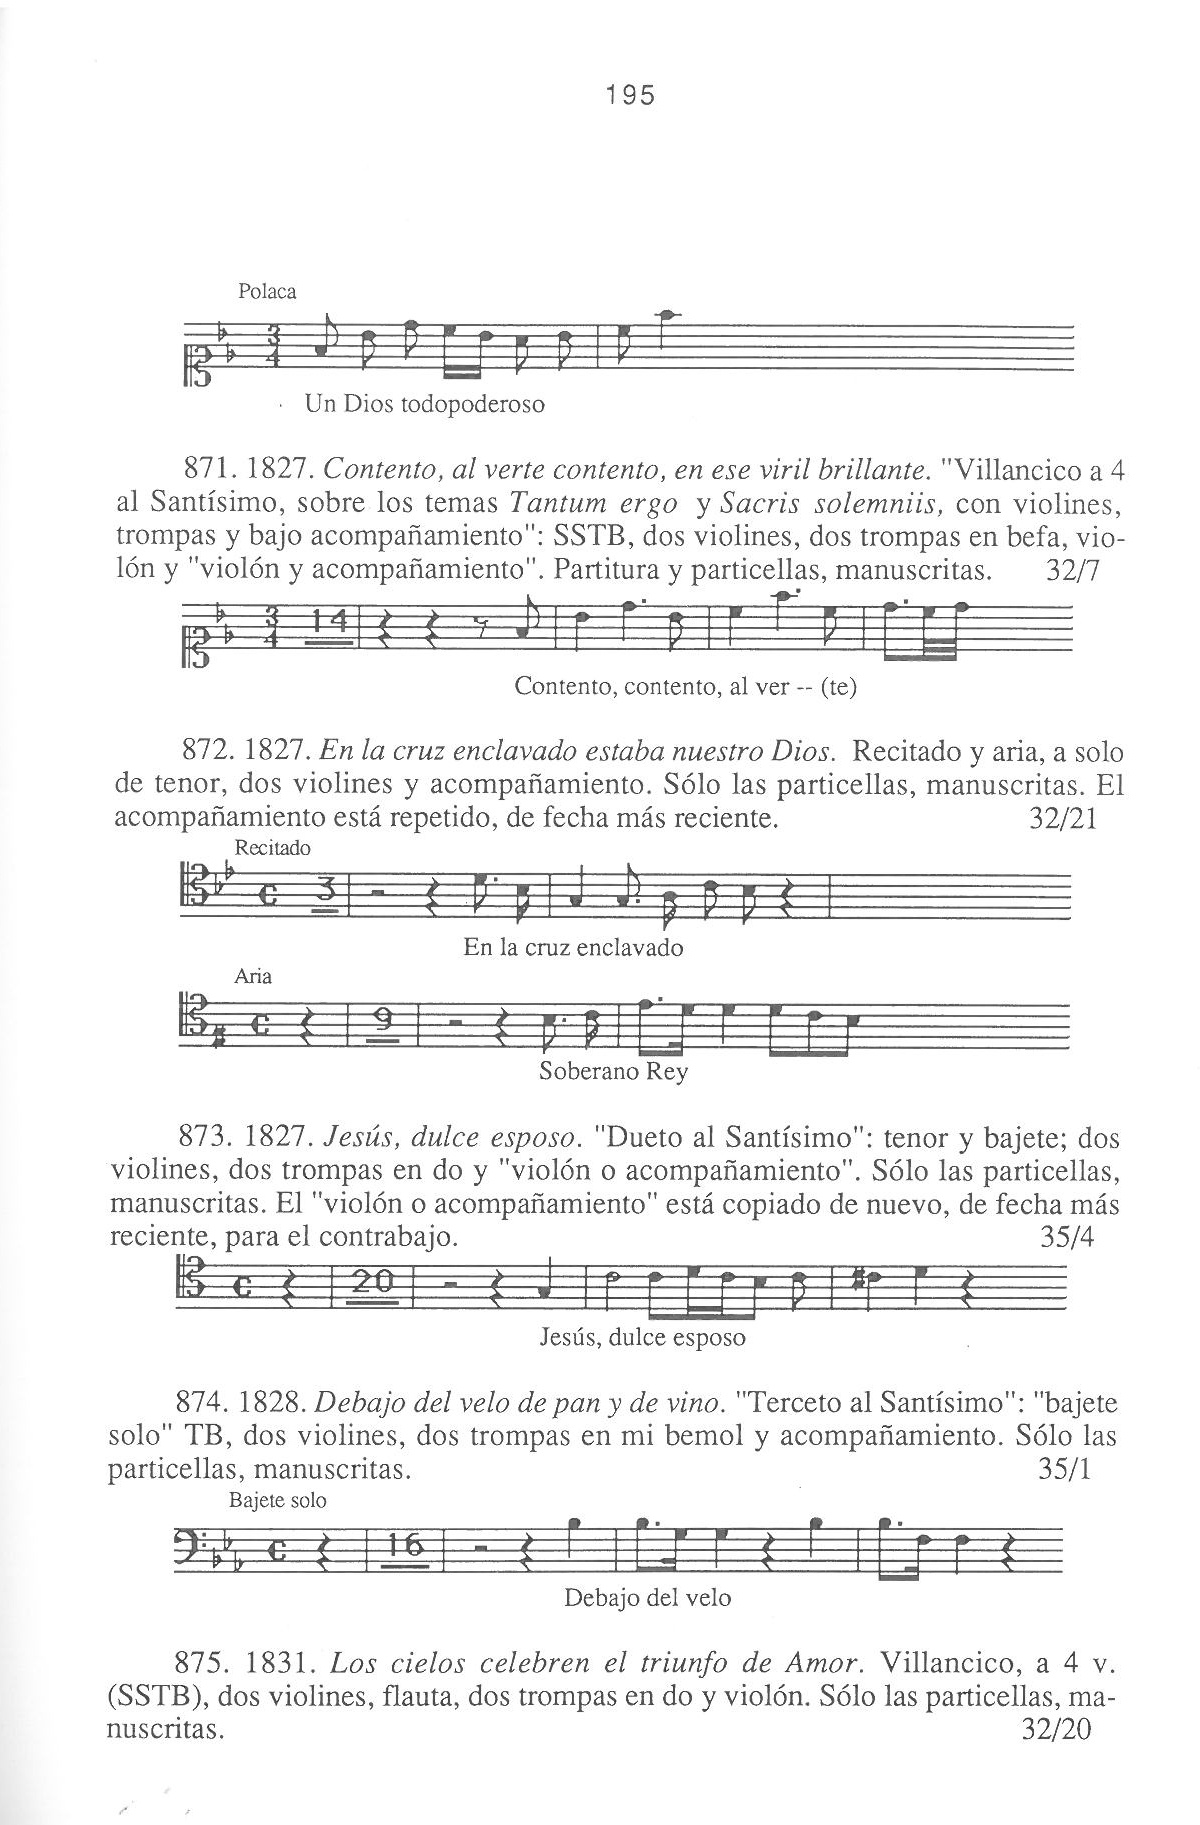 195
Polaca
Un Dios todopoderoso
871. 1827. Contento, al verte contento, en ese viril brillante. "Villancico a 4
al Santísimo, sobre los temas Tantum ergo y Sacris solemniis, con violines,
trompas y bajo acompañamiento": SSTB, dos violines, dos trompas en befa, vio-
lón y "violón y acompañamiento". Partitura y particellas, manuscritas. 32/7
14
Contento, contento, al ver -- (te)
872. 1827. En la cruz enclavado estaba nuestro Dios. Recitado y aria, a solo
de tenor, dos violines y acompañamiento. Sólo las particellas, manuscritas. El
acompañamiento está repetido, de fecha más reciente. 32/21
Recitado
3
En la cruz enclavado
Aria
9
Soberano Rey
873. 1827. Jesús, dulce esposo. "Dueto al Santísimo": tenor y bajete; dos
violines, dos trompas en do y "violón o acompañamiento". Sólo las particellas,
manuscritas. El "violón o acompañamiento" está copiado de nuevo, de fecha más
reciente, para el contrabajo. 35/4
20
Jesús, dulce esposo
874. 1828. Debajo del velo de pan y de vino. "Terceto al Santísimo": "bajete
solo" TB, dos violines, dos trompas en mi bemol y acompañamiento. Sólo las
particellas, manuscritas. 35/1
Bajete solo
16
Debajo del velo
875. 1831. Los cielos celebren el triunfo de Amor. Villancico, a 4 v.
(SSTB), dos violines, flauta, dos trompas en do y violón. Sólo las particellas, ma-
nuscritas. 32/20